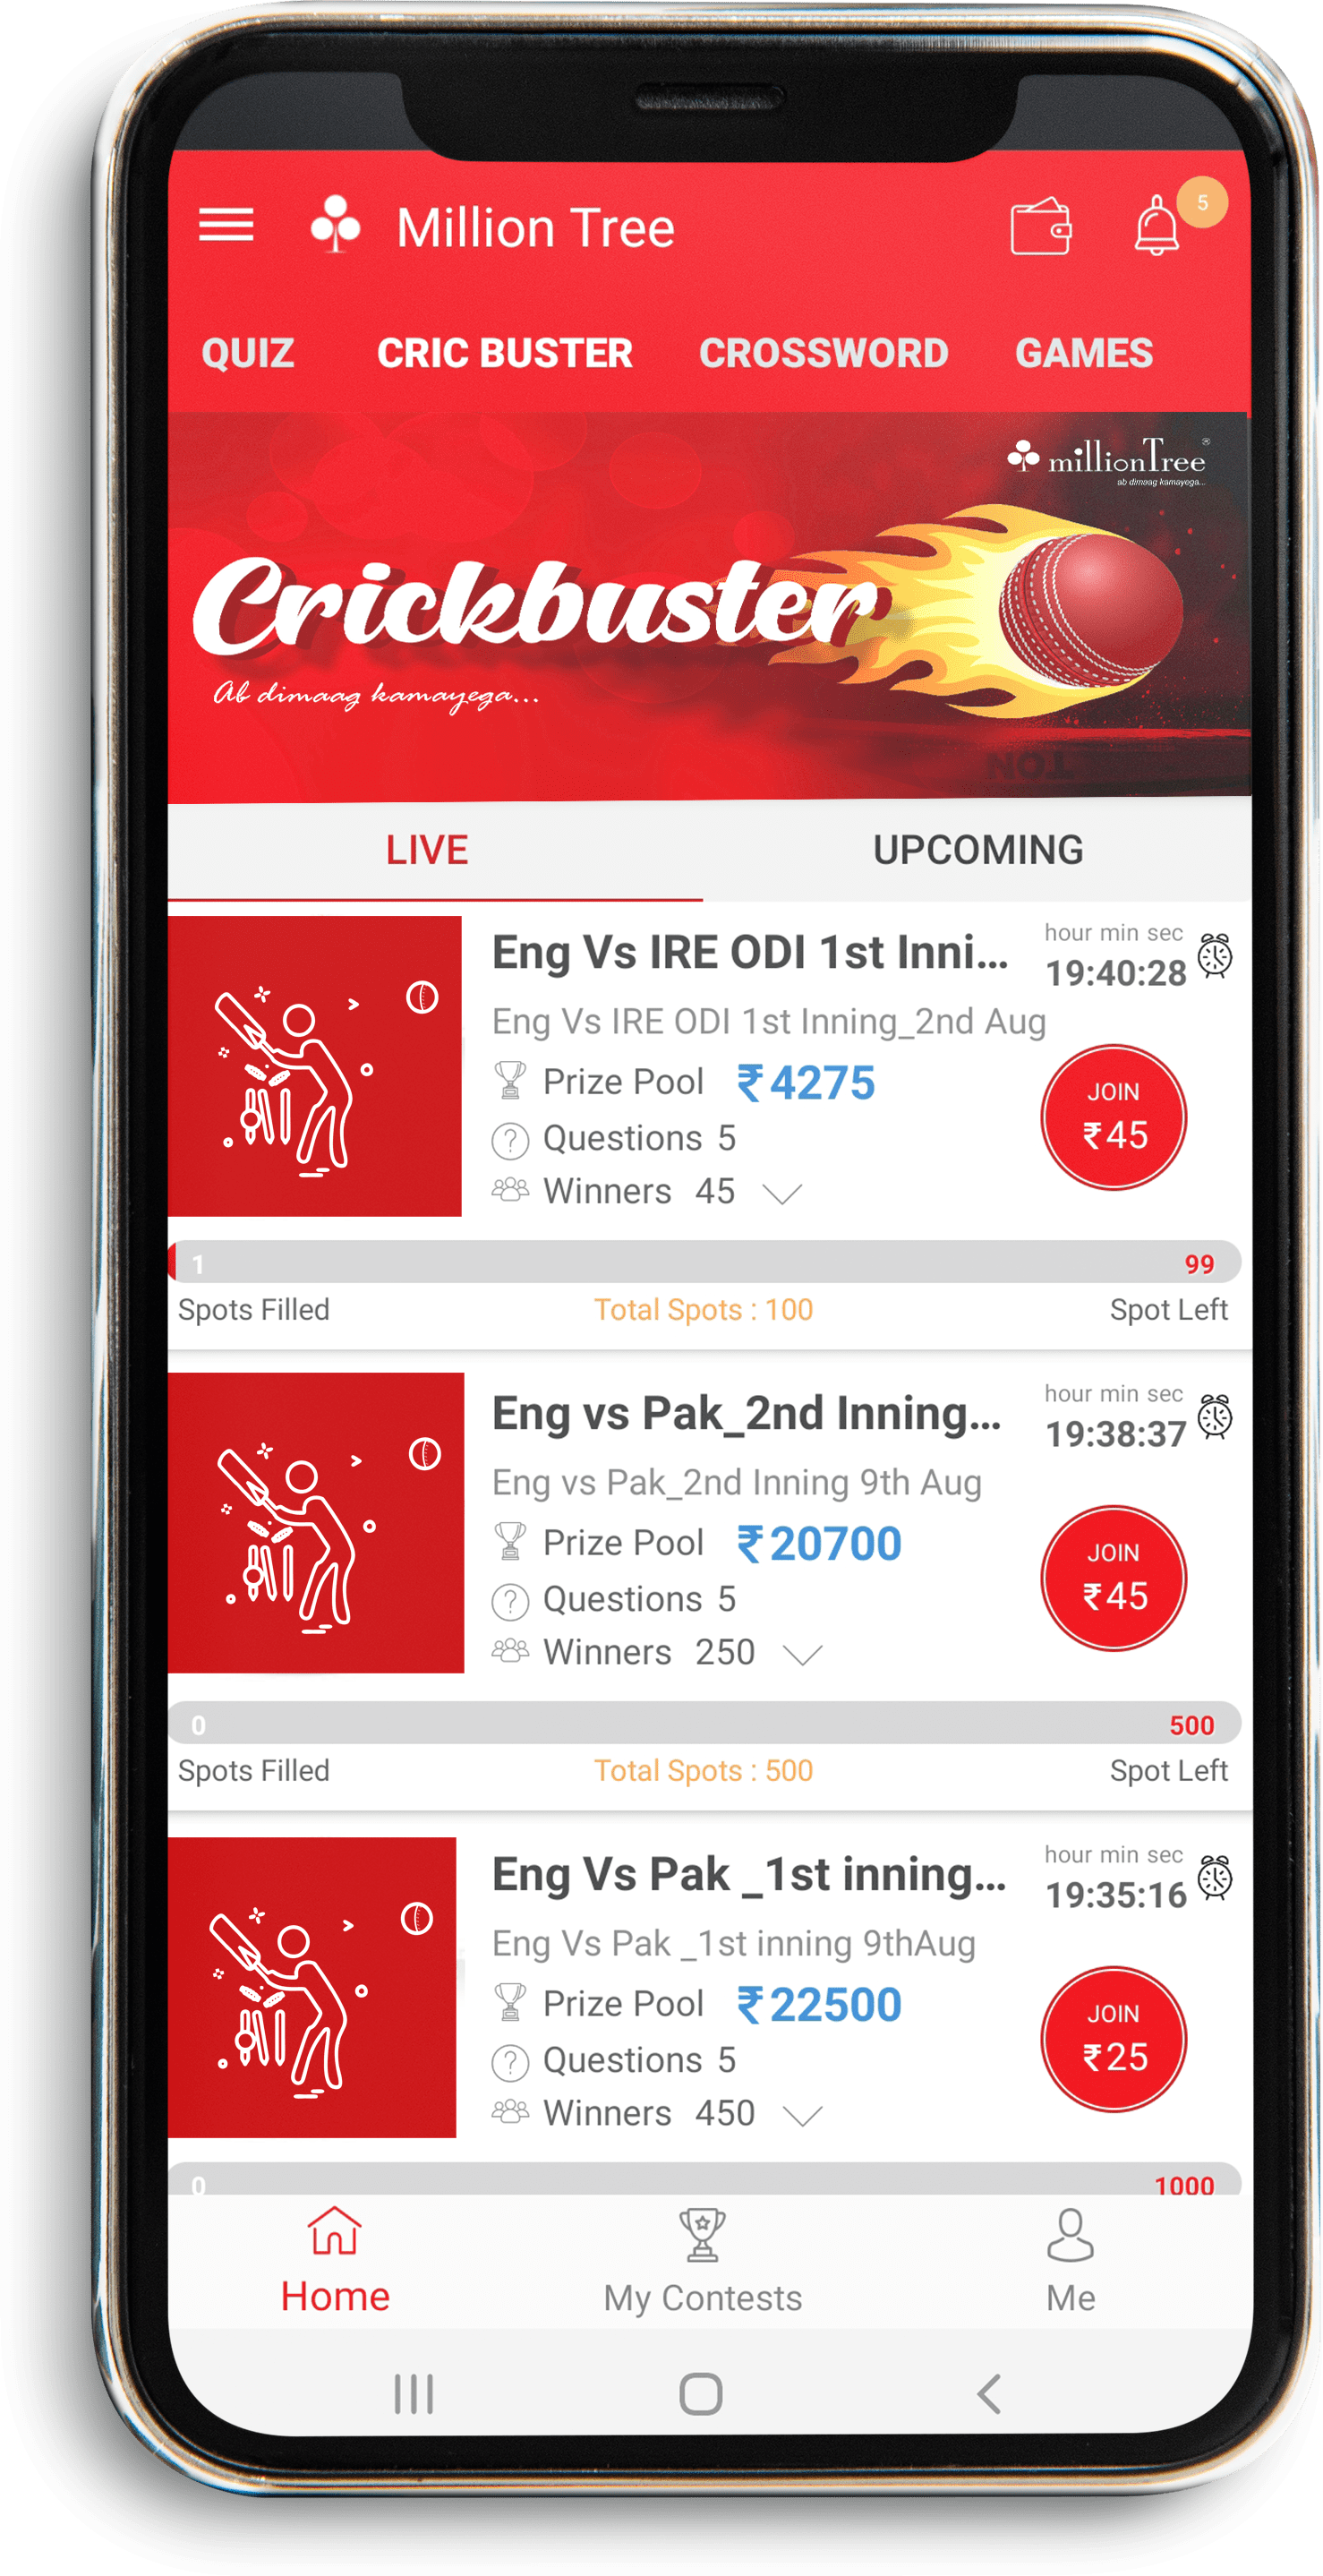 Million Tree
5
QUIZ CRIC BUSTER CROSSWORD GAMES
millionTree®
ab dimaag kamayega...
Crickbuster
Ab dimaag kamayega...
NOT
LIVE UPCOMING
Eng Vs IRE ODI 1st Inni...
hour min sec
19:40:28
Eng Vs IRE ODI 1st Inning_2nd Aug
Prize Pool ₹4275
JOIN
₹45
Questions 5
Winners 45
1 99
Spots Filled Total Spots : 100 Spot Left
Eng vs Pak_2nd Inning...
hour min sec
19:38:37
Eng vs Pak_2nd Inning 9th Aug
Prize Pool ₹20700
JOIN
₹45
Questions 5
Winners 250
0 500
Spots Filled Total Spots : 500 Spot Left
Eng Vs Pak _1st inning...
hour min sec
19:35:16
Eng Vs Pak _1st inning 9thAug
Prize Pool ₹22500
JOIN
₹25
Questions 5
Winners 450
0 1000
Home My Contests Me